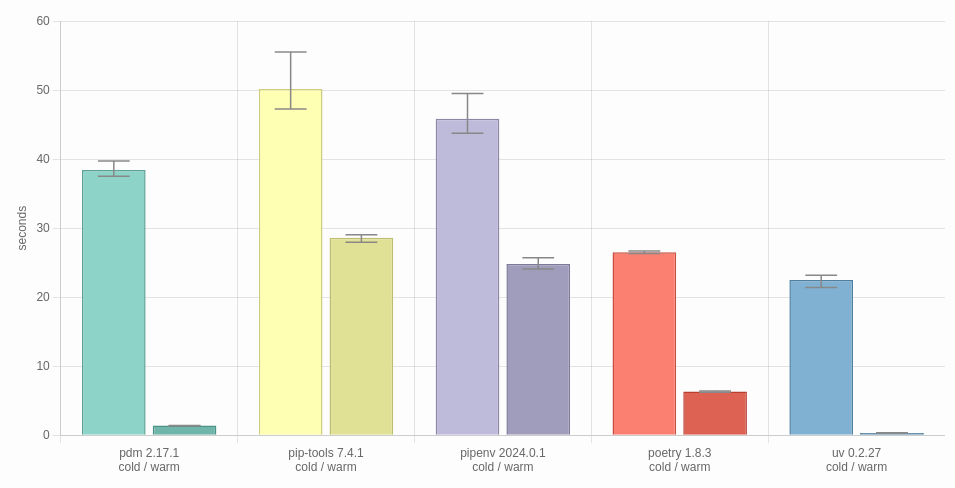 60
50
40
30
20
10
0
seconds
pdm 2.17.1
cold / warm
pip-tools 7.4.1
cold / warm
pipenv 2024.0.1
cold / warm
poetry 1.8.3
cold / warm
uv 0.2.27
cold / warm